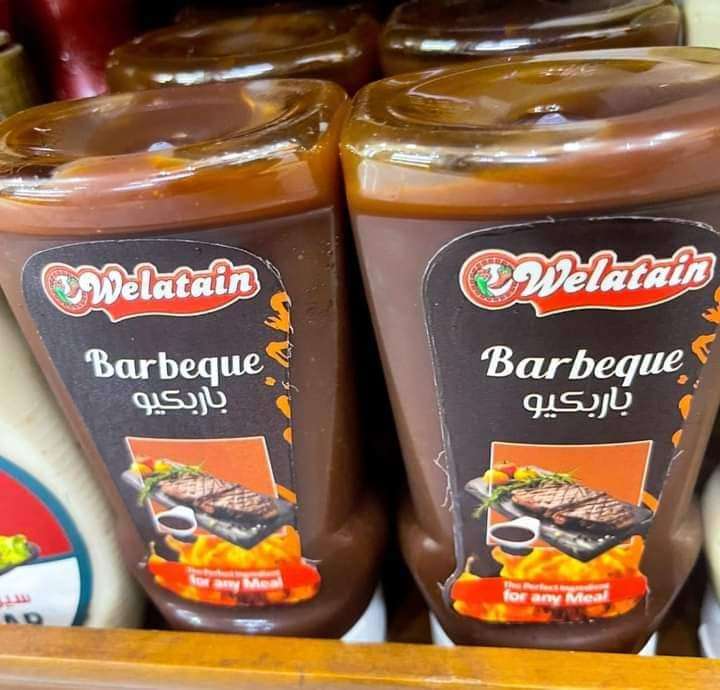 Welatain
Barbeque
باربكيو
The Perfect Ingredient
for any Meal
Welatain
Barbeque
باربكيو
The Perfect Ingredient
for any Meal